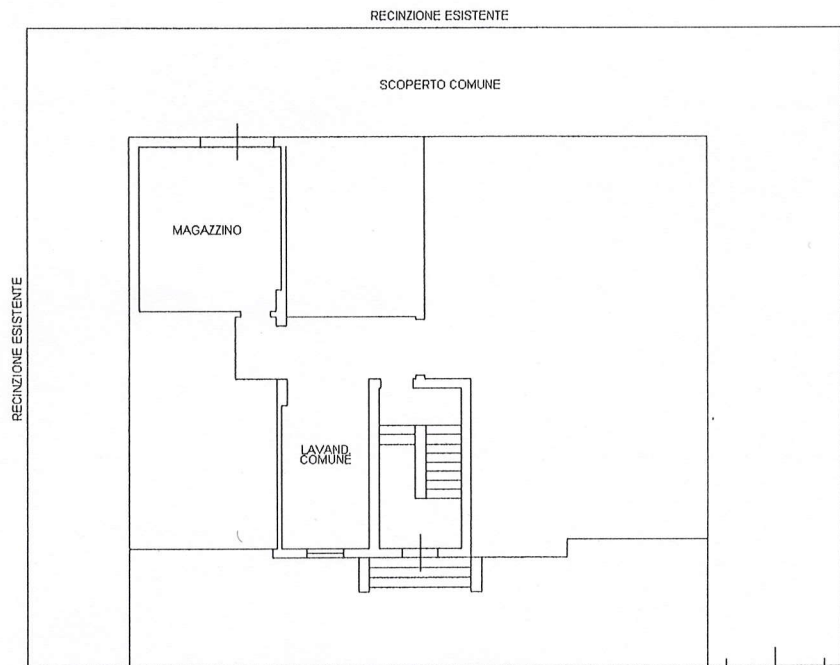 RECINZIONE ESISTENTE
SCOPERTO COMUNE
MAGAZZINO
RECINZIONE ESISTENTE
LAVAND.
COMUNE